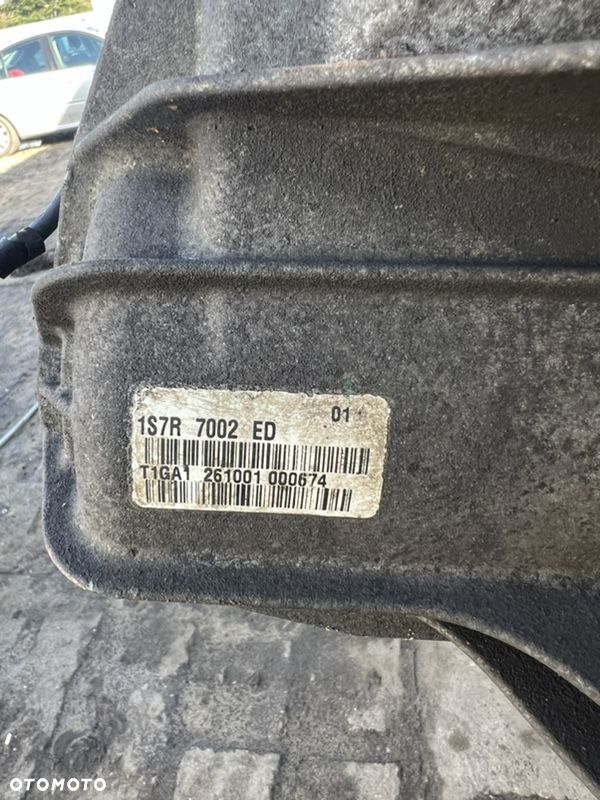 01
1S7R 7002 ED
T1GA1 261001 000674
OTOMOTO